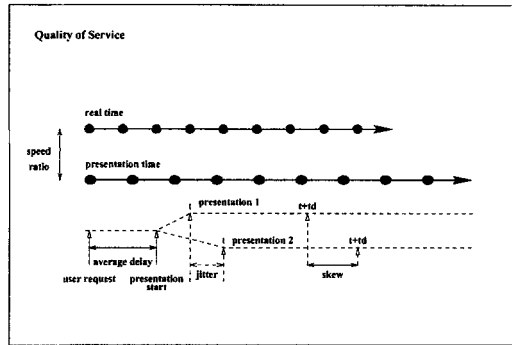 Quality of Service
real time
speed
ratio
presentation time
t
presentation 1
t+td
t
presentation 2
t+td
average delay
jitter
skew
user request
presentation
start